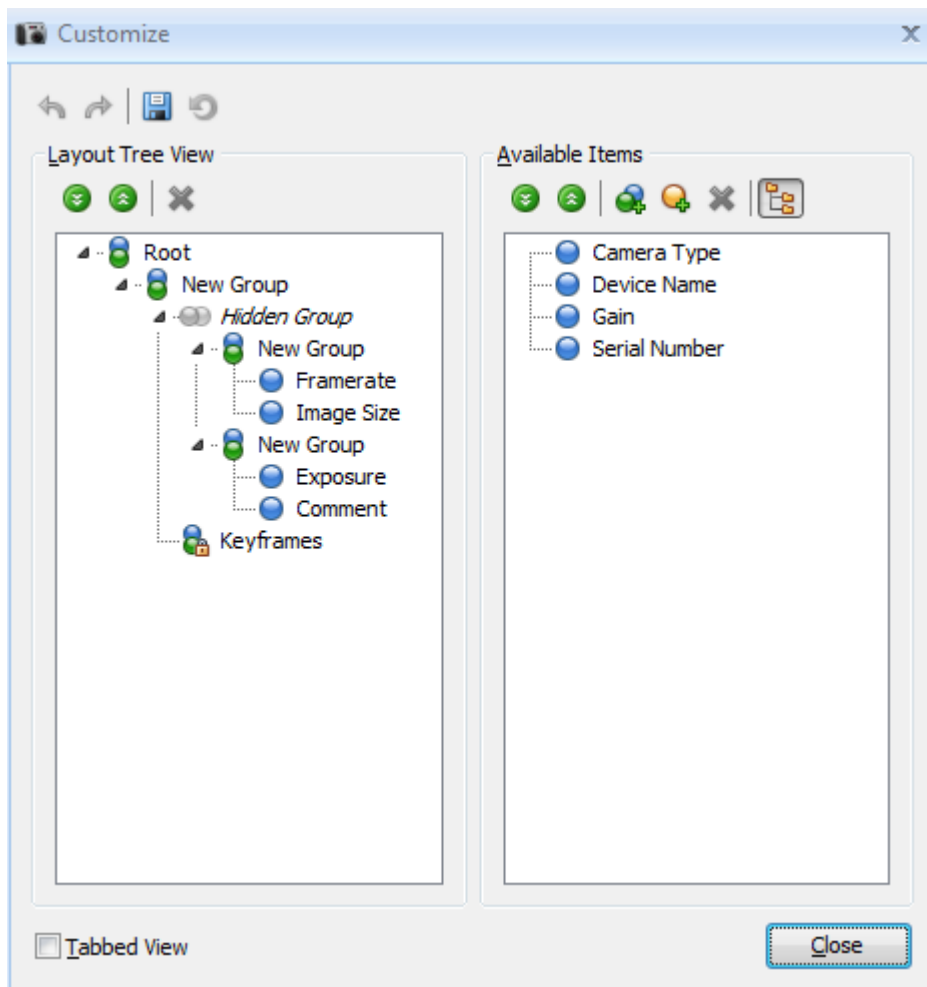 Customize
Layout Tree View
Root
New Group
Hidden Group
New Group
Framerate
Image Size
New Group
Exposure
Comment
Keyframes
Available Items
Camera Type
Device Name
Gain
Serial Number
Tabbed View
Close